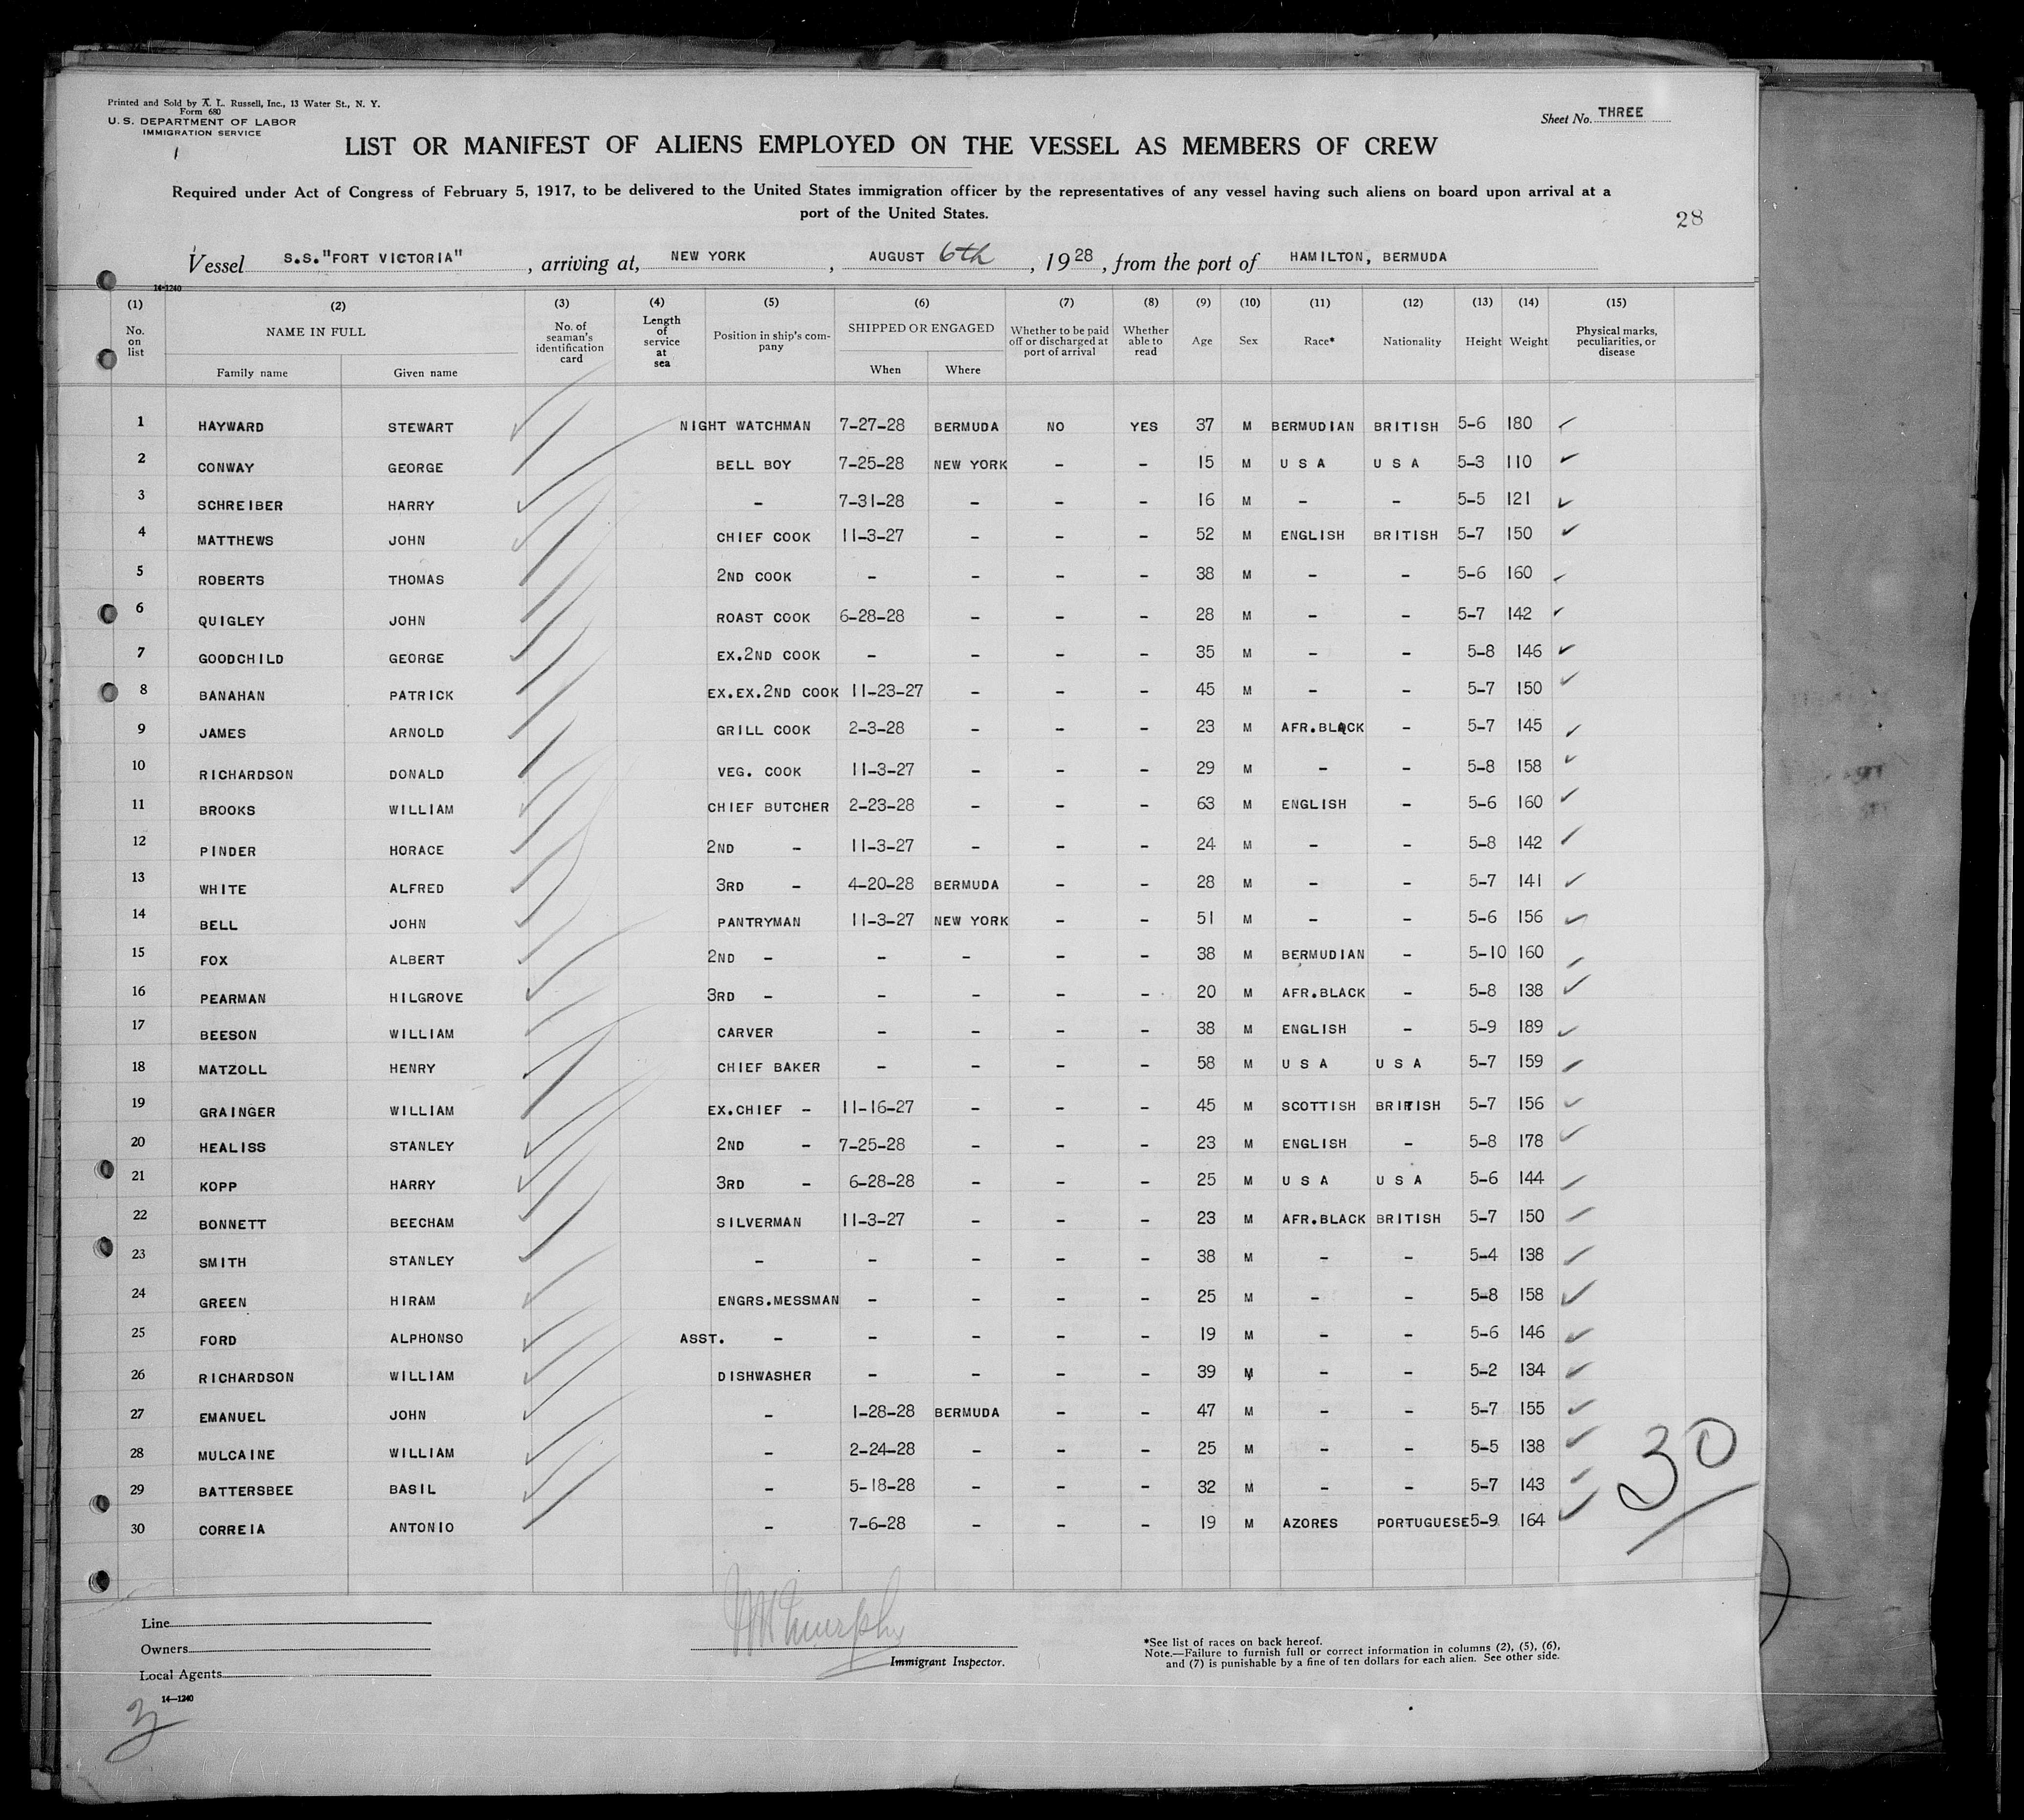 Printed and Sold by A. L. Russell, Inc., 13 Water St., N. Y.
Form 680
U. S. DEPARTMENT OF LABOR
IMMIGRATION SERVICE
Sheet No. THREE
LIST OR MANIFEST OF ALIENS EMPLOYED ON THE VESSEL AS MEMBERS OF CREW
Required under Act of Congress of February 5, 1917, to be delivered to the United States immigration officer by the representatives of any vessel having such aliens on board upon arrival at a
port of the United States.
28
Vessel S.S."FORT VICTORIA", arriving at, NEW YORK, AUGUST 6th, 1928, from the port of HAMILTON, BERMUDA
14-1240
(1) (2) (3) (4) (5) (6) (7) (8) (9) (10) (11) (12) (13) (14) (15)
No. on list NAME IN FULL Family name Given name No. of seaman's identification card Length of service at sea Position in ship's company SHIPPED OR ENGAGED When Where Whether to be paid off or discharged at port of arrival Whether able to read Age Sex Race* Nationality Height Weight Physical marks, peculiarities, or disease
1 HAYWARD STEWART NIGHT WATCHMAN 7-27-28 BERMUDA NO YES 37 M BERMUDIAN BRITISH 5-6 180
2 CONWAY GEORGE BELL BOY 7-25-28 NEW YORK - - 15 M U S A U S A 5-3 110
3 SCHREIBER HARRY - 7-31-28 - - - 16 M - - 5-5 121
4 MATTHEWS JOHN CHIEF COOK 11-3-27 - - - 52 M ENGLISH BRITISH 5-7 150
5 ROBERTS THOMAS 2ND COOK - - - - 38 M - - 5-6 160
6 QUIGLEY JOHN ROAST COOK 6-28-28 - - - 28 M - - 5-7 142
7 GOODCHILD GEORGE EX.2ND COOK - - - - 35 M - - 5-8 146
8 BANAHAN PATRICK EX.EX.2ND COOK 11-23-27 - - - 45 M - - 5-7 150
9 JAMES ARNOLD GRILL COOK 2-3-28 - - - 23 M AFR.BLACK - 5-7 145
10 RICHARDSON DONALD VEG. COOK 11-3-27 - - - 29 M - - 5-8 158
11 BROOKS WILLIAM CHIEF BUTCHER 2-23-28 - - - 63 M ENGLISH - 5-6 160
12 PINDER HORACE 2ND - 11-3-27 - - - 24 M - - 5-8 142
13 WHITE ALFRED 3RD - 4-20-28 BERMUDA - - 28 M - - 5-7 141
14 BELL JOHN PANTRYMAN 11-3-27 NEW YORK - - 51 M - - 5-6 156
15 FOX ALBERT 2ND - - - - - 38 M BERMUDIAN - 5-10 160
16 PEARMAN HILGROVE 3RD - - - - - 20 M AFR.BLACK - 5-8 138
17 BEESON WILLIAM CARVER - - - - 38 M ENGLISH - 5-9 189
18 MATZOLL HENRY CHIEF BAKER - - - - 58 M U S A U S A 5-7 159
19 GRAINGER WILLIAM EX.CHIEF - 11-16-27 - - - 45 M SCOTTISH BRITISH 5-7 156
20 HEALISS STANLEY 2ND - 7-25-28 - - - 23 M ENGLISH - 5-8 178
21 KOPP HARRY 3RD - 6-28-28 - - - 25 M U S A U S A 5-6 144
22 BONNETT BEECHAM SILVERMAN 11-3-27 - - - 23 M AFR.BLACK BRITISH 5-7 150
23 SMITH STANLEY - - - - - 38 M - - 5-4 138
24 GREEN HIRAM ENGRS.MESSMAN - - - - 25 M - - 5-8 158
25 FORD ALPHONSO ASST. - - - - - 19 M - - 5-6 146
26 RICHARDSON WILLIAM DISHWASHER - - - - 39 M - - 5-2 134
27 EMANUEL JOHN - 1-28-28 BERMUDA - - 47 M - - 5-7 155
28 MULCAINE WILLIAM - 2-24-28 - - - 25 M - - 5-5 138
29 BATTERSBEE BASIL - 5-18-28 - - - 32 M - - 5-7 143
30 CORREIA ANTONIO - 7-6-28 - - - 19 M AZORES PORTUGUESE 5-9 164
30
Line
Owners
Local Agents
14-1240
Murphy
Immigrant Inspector.
*See list of races on back hereof.
Note.—Failure to furnish full or correct information in columns (2), (5), (6),
and (7) is punishable by a fine of ten dollars for each alien. See other side.